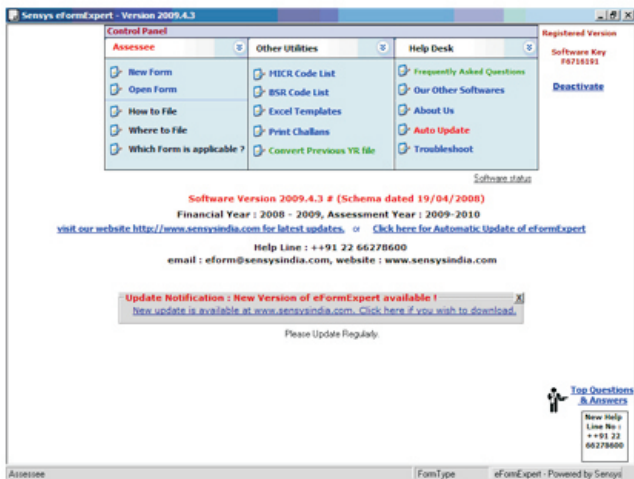 Sensys eFormExpert - Version 2009.4.3
Control Panel
Assessee
New Form
Open Form
How to File
Where to File
Which Form is applicable ?
Other Utilities
MICR Code List
BSR Code List
Excel Templates
Print Challans
Convert Previous YR file
Help Desk
Frequently Asked Questions
Our Other Softwares
About Us
Auto Update
Troubleshoot
Registered Version
Software Key
F6716191
Deactivate
Software status
Software Version 2009.4.3 # (Schema dated 19/04/2008)
Financial Year : 2008 - 2009, Assessment Year : 2009-2010
visit our website http://www.sensysindia.com for latest updates. or Click here for Automatic Update of eFormExpert
Help Line : ++91 22 66278600
email : eform@sensysindia.com, website : www.sensysindia.com
Update Notification : New Version of eFormExpert available ! X
New update is available at www.sensysindia.com. Click here if you wish to download.
Please Update Regularly.
Top Questions
& Answers
New Help
Line No :
++91 22
66278600
Assessee FormType eFormExpert - Powered by Sensys